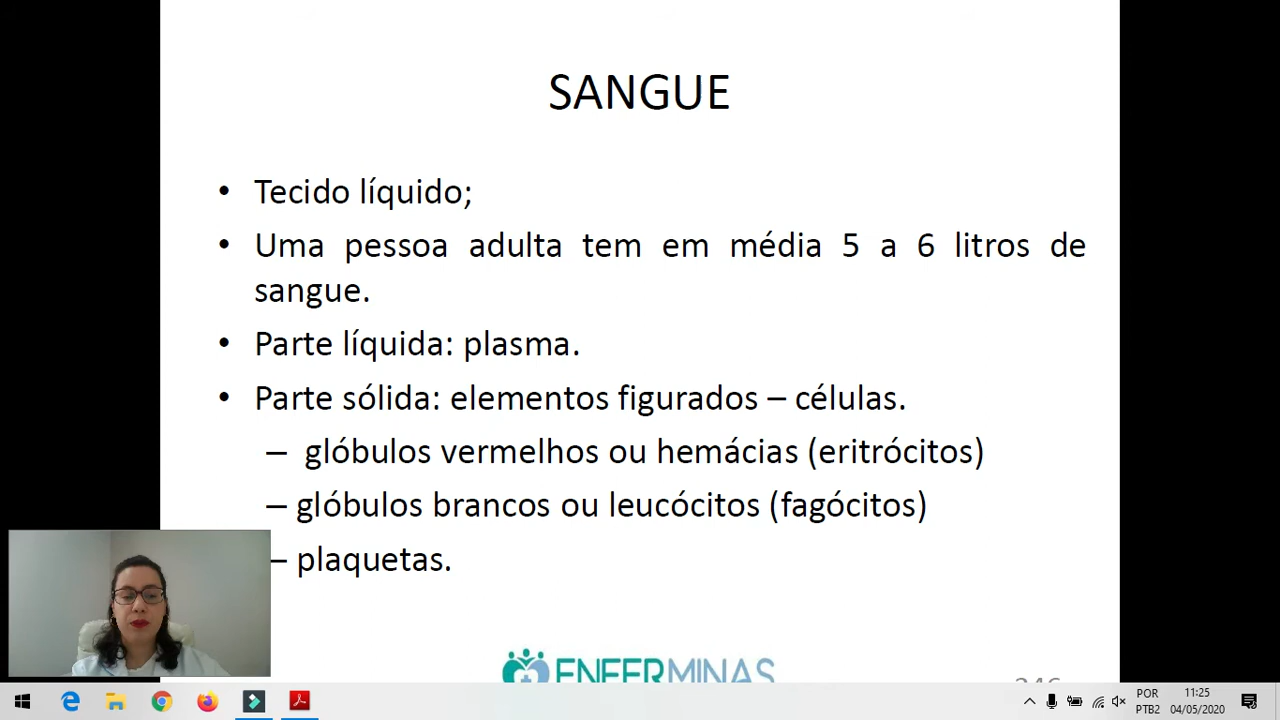 SANGUE
• Tecido líquido;
• Uma pessoa adulta tem em média 5 a 6 litros de
sangue.
• Parte líquida: plasma.
• Parte sólida: elementos figurados – células.
– glóbulos vermelhos ou hemácias (eritrócitos)
– glóbulos brancos ou leucócitos (fagócitos)
– plaquetas.
ENFERMINAS
POR
PTB2
11:25
04/05/2020